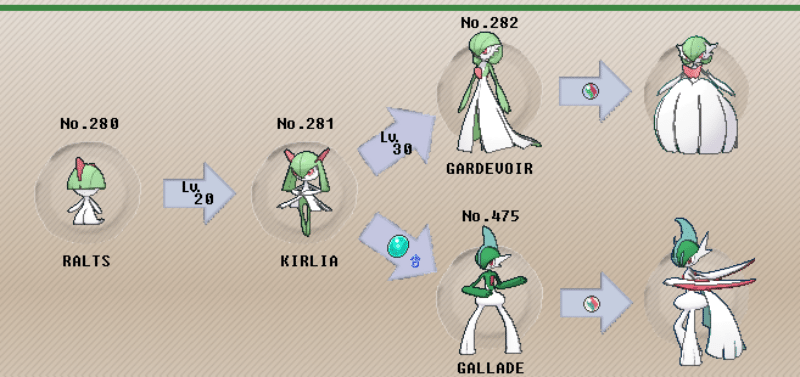 No.280
RALTS
Lv.
20
No.281
KIRLIA
Lv.
30
No.282
GARDEVOIR
No.475
GALLADE